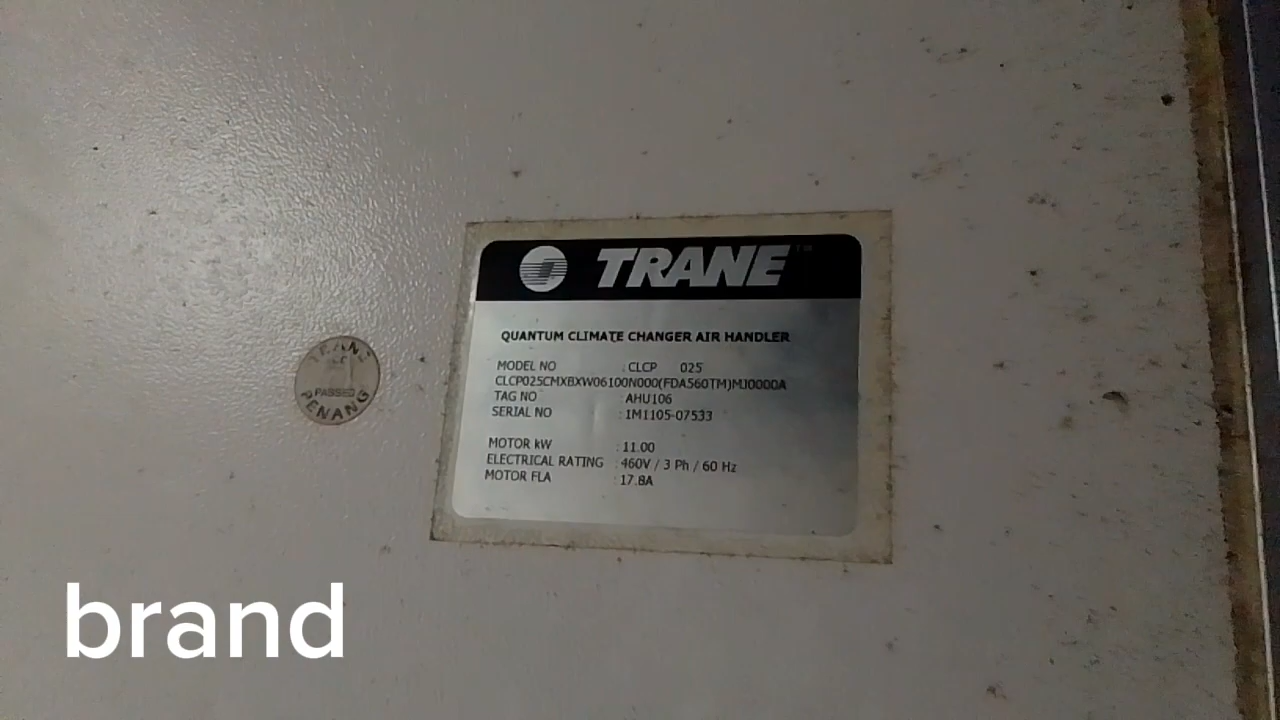 TRANE
QUANTUM CLIMATE CHANGER AIR HANDLER
MODEL NO : CLCP 025
CLCP025CMXBXW06100N000(FDA560TM)MJ0000A
TAG NO : AHU106
SERIAL NO : 1M1105-07533
MOTOR kW : 11.00
ELECTRICAL RATING : 460V / 3 Ph / 60 Hz
MOTOR FLA : 17.8A
TRANE
PASSED
PENANG
brand